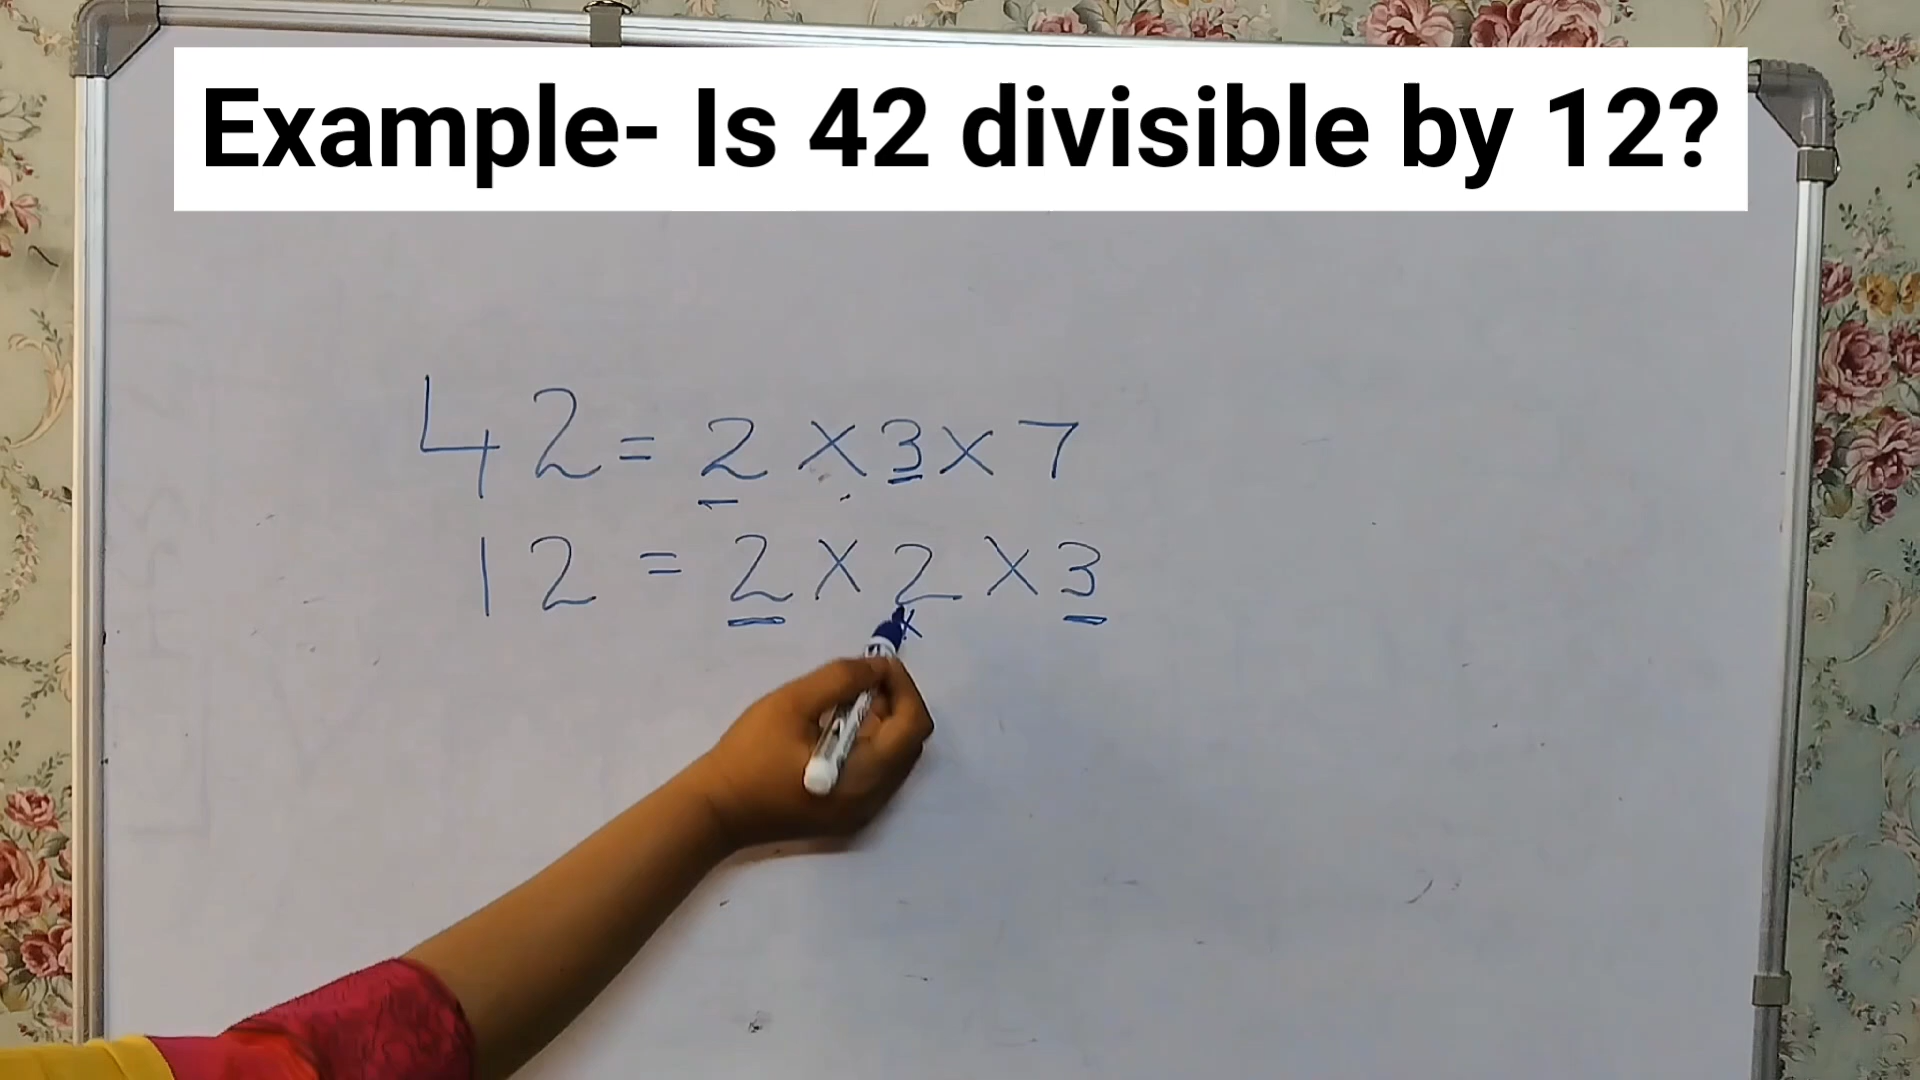 Example- Is 42 divisible by 12?
42 = 2 × 3 × 7
12 = 2 × 2 × 3
×